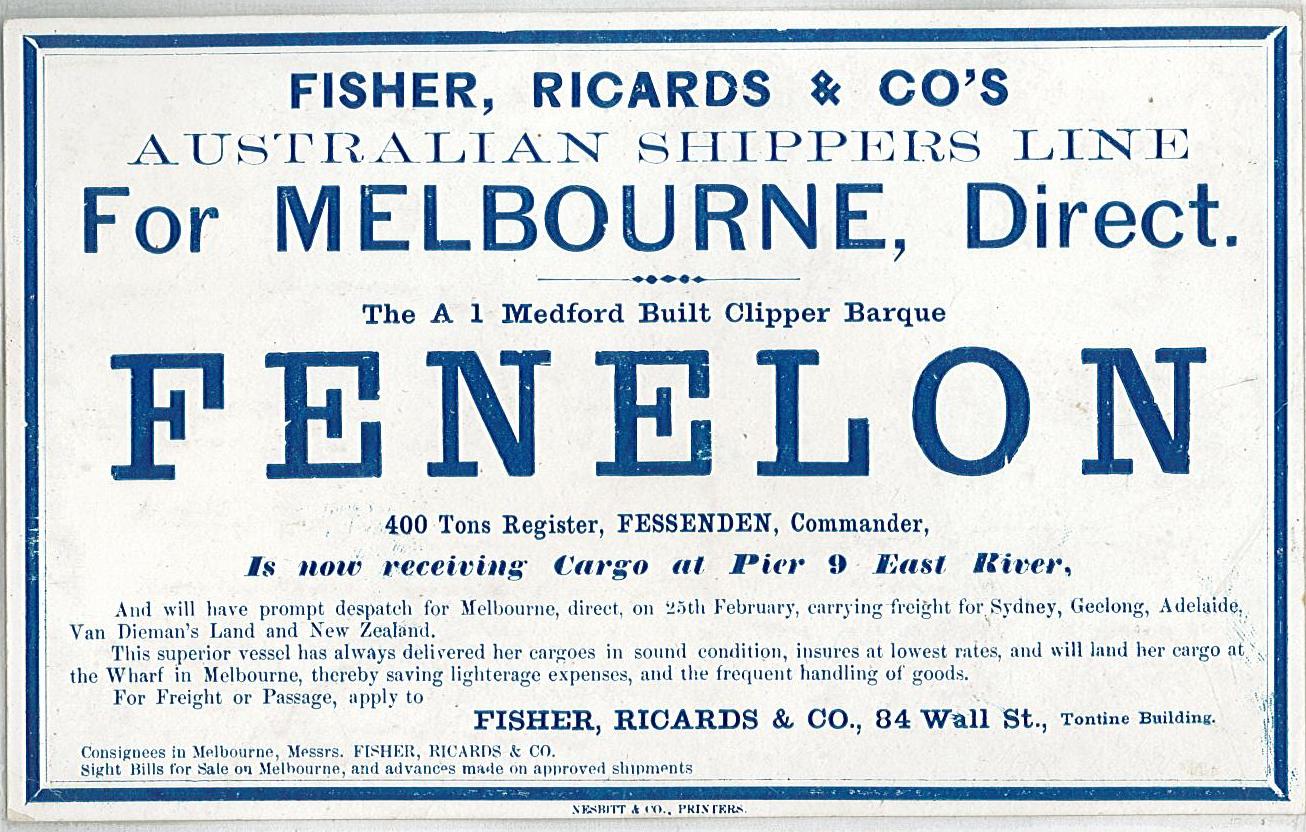 FISHER, RICARDS & CO'S
AUSTRALIAN SHIPPERS LINE
For MELBOURNE, Direct.
The A 1 Medford Built Clipper Barque
FENELON
400 Tons Register, FESSENDEN, Commander,
Is now receiving Cargo at Pier 9 East River,
And will have prompt despatch for Melbourne, direct, on 25th February, carrying freight for Sydney, Geelong, Adelaide,
Van Dieman's Land and New Zealand.
This superior vessel has always delivered her cargoes in sound condition, insures at lowest rates, and will land her cargo at
the Wharf in Melbourne, thereby saving lighterage expenses, and the frequent handling of goods.
For Freight or Passage, apply to
FISHER, RICARDS & CO., 84 Wall St., Tontine Building.
Consignees in Melbourne, Messrs. FISHER, RICARDS & CO.
Sight Bills for Sale on Melbourne, and advances made on approved shipments
NESBITT & CO., PRINTERS.